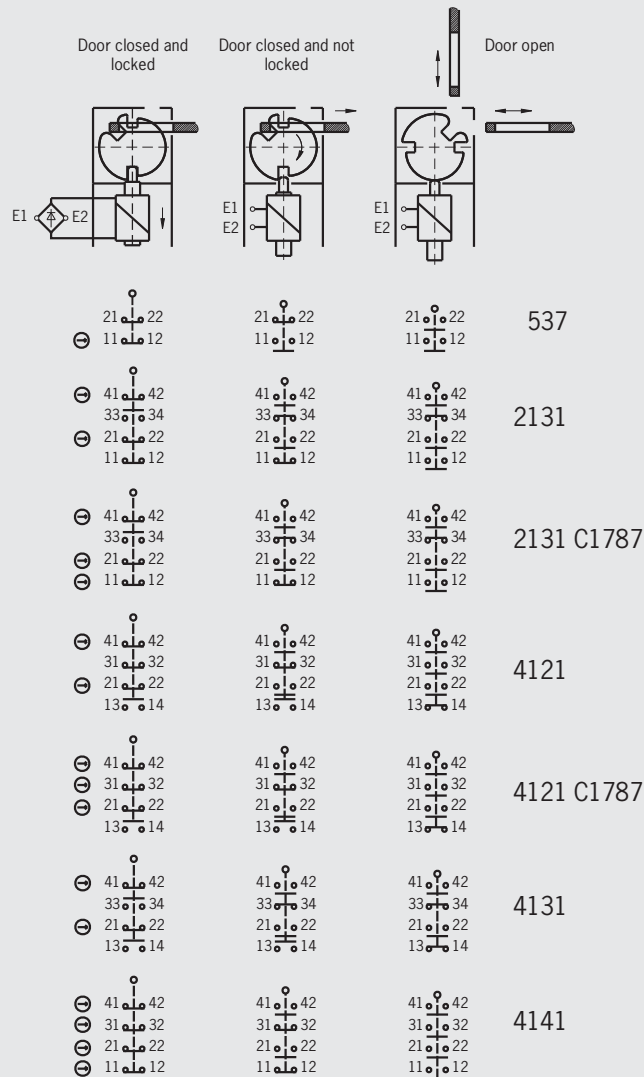 Door closed and locked
Door closed and not locked
Door open
E1 E2
E1
E2
E1
E2
21 22 21 22 21 22 537
11 12 11 12 11 12
41 42 41 42 41 42
33 34 33 34 33 34 2131
21 22 21 22 21 22
11 12 11 12 11 12
41 42 41 42 41 42
33 34 33 34 33 34 2131 C1787
21 22 21 22 21 22
11 12 11 12 11 12
41 42 41 42 41 42
31 32 31 32 31 32 4121
21 22 21 22 21 22
13 14 13 14 13 14
41 42 41 42 41 42
31 32 31 32 31 32 4121 C1787
21 22 21 22 21 22
13 14 13 14 13 14
41 42 41 42 41 42
33 34 33 34 33 34 4131
21 22 21 22 21 22
13 14 13 14 13 14
41 42 41 42 41 42
31 32 31 32 31 32 4141
21 22 21 22 21 22
11 12 11 12 11 12